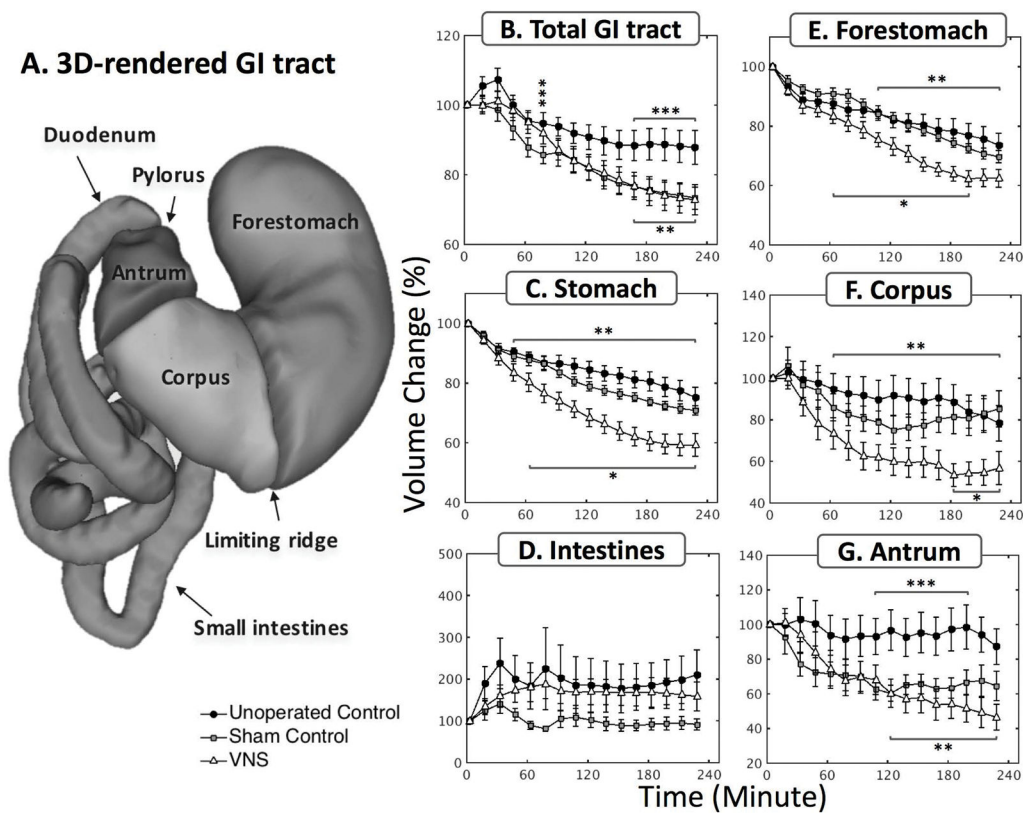 A. 3D-rendered GI tract
Duodenum
Pylorus
Forestomach
Antrum
Corpus
Limiting ridge
Small intestines
Unoperated Control
Sham Control
VNS
Volume Change (%)
Time (Minute)
B. Total GI tract
120
100
80
60
0 60 120 180 240
***
***
**
C. Stomach
100
80
60
40
0 60 120 180 240
**
*
D. Intestines
500
400
300
200
100
0
0 60 120 180 240
E. Forestomach
100
80
60
40
0 60 120 180 240
**
*
F. Corpus
140
120
100
80
60
40
0 60 120 180 240
**
*
G. Antrum
140
120
100
80
60
40
20
0 60 120 180 240
***
**